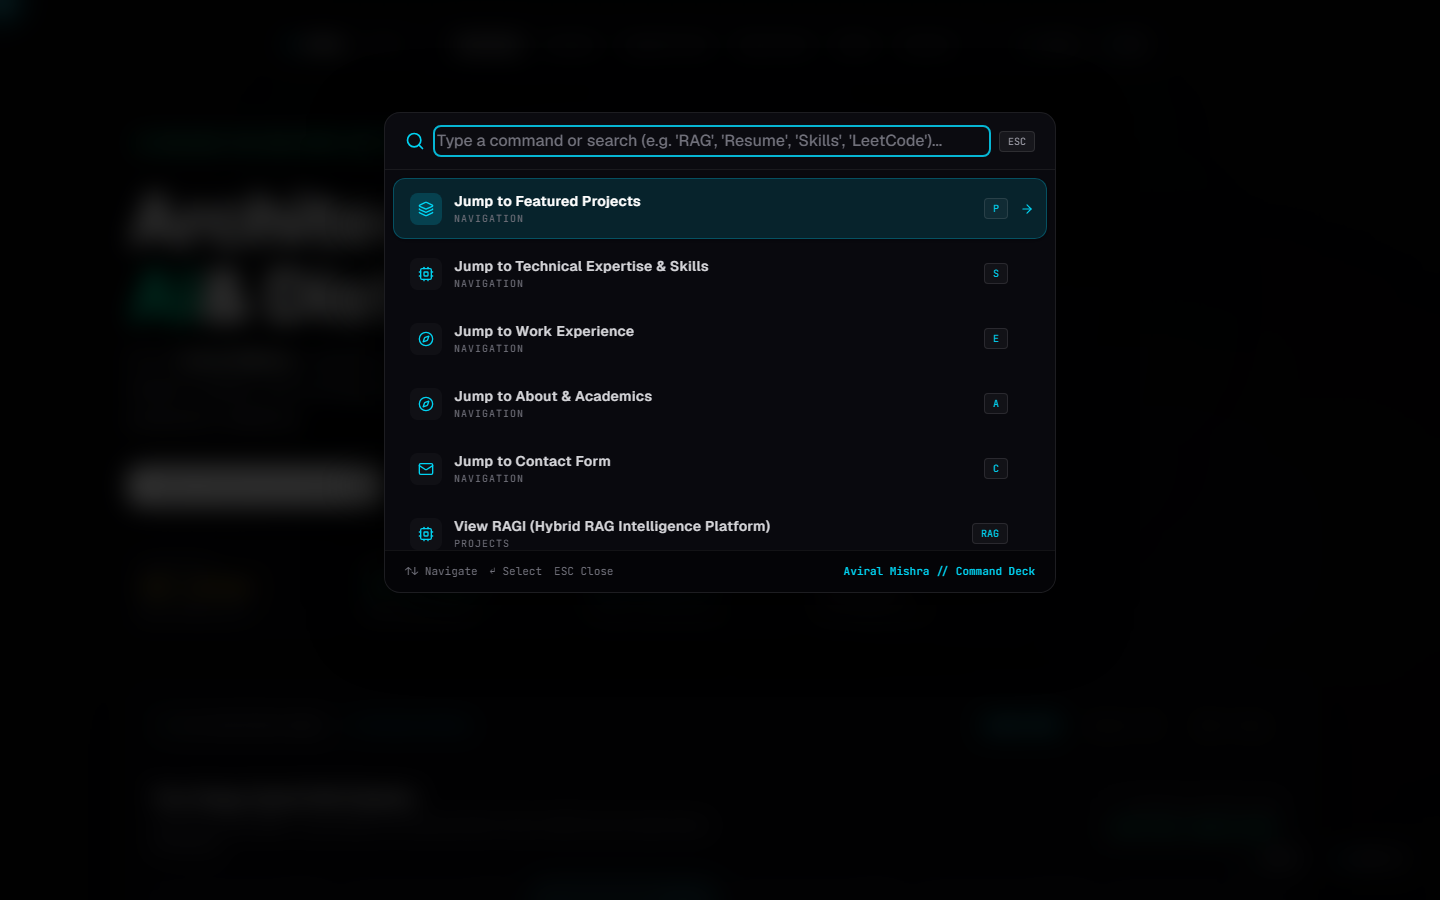 Type a command or search (e.g. 'RAG', 'Resume', 'Skills', 'LeetCode')...
ESC
Jump to Featured Projects
P
NAVIGATION
Jump to Technical Expertise & Skills
S
NAVIGATION
Jump to Work Experience
E
NAVIGATION
Jump to About & Academics
A
NAVIGATION
Jump to Contact Form
C
NAVIGATION
View RAGI (Hybrid RAG Intelligence Platform)
RAG
PROJECTS
↑↓ Navigate ↵ Select ESC Close
Aviral Mishra // Command Deck